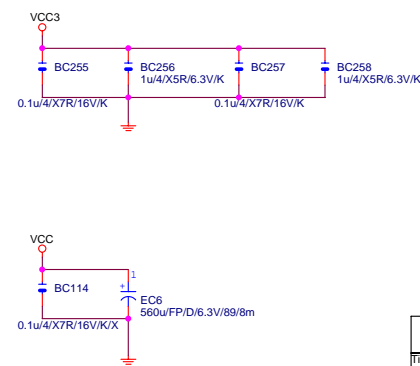 VCC3
BC255
BC256
BC257
BC258
1u/4/X5R/6.3V/K
1u/4/X5R/6.3V/K
0.1u/4/X7R/16V/K
0.1u/4/X7R/16V/K
VCC
1
BC114
+
EC6
560u/FP/D/6.3V/89/8m
0.1u/4/X7R/16V/K/X